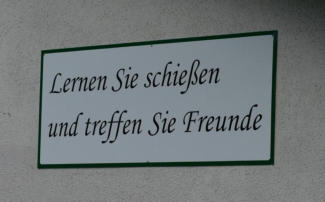 Lernen Sie schießen
und treffen Sie Freunde